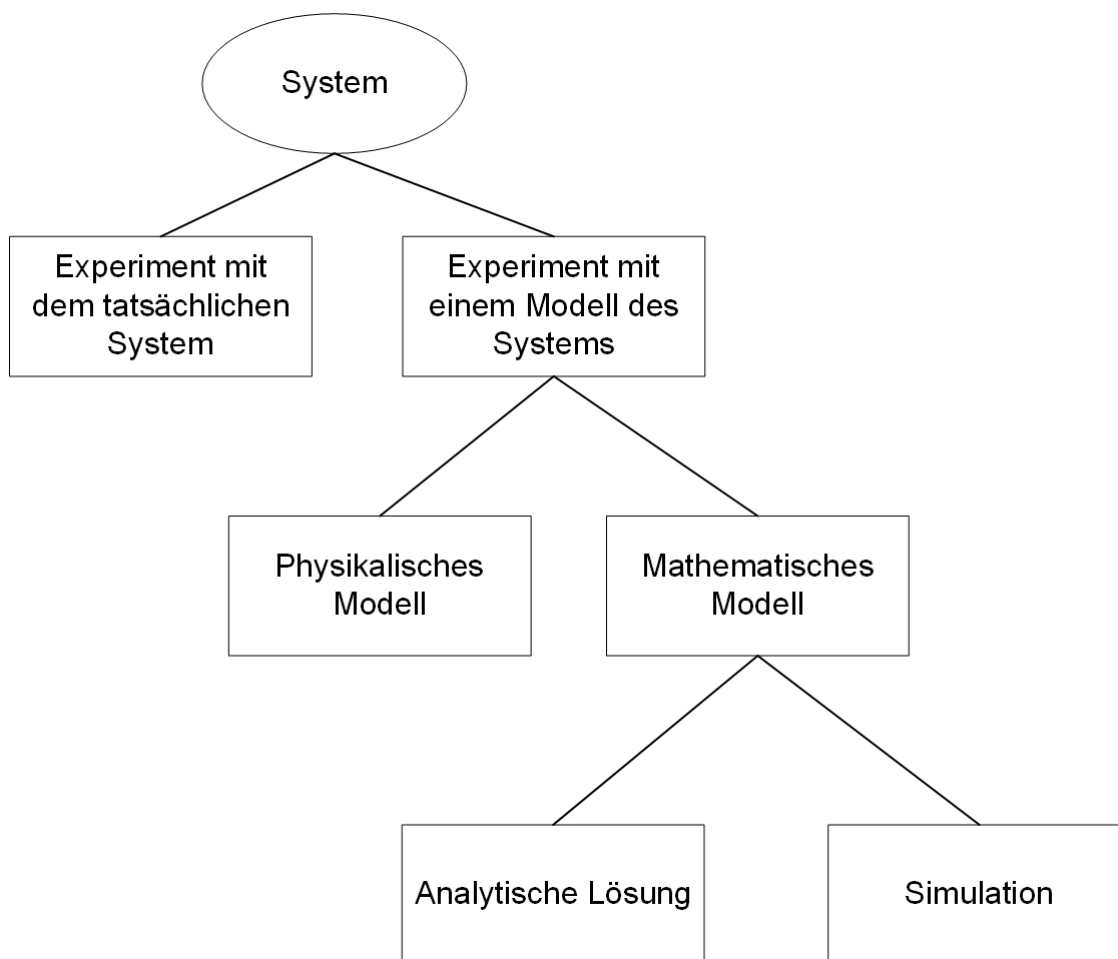 System
Experiment mit
dem tatsächlichen
System
Experiment mit
einem Modell des
Systems
Physikalisches
Modell
Mathematisches
Modell
Analytische Lösung
Simulation